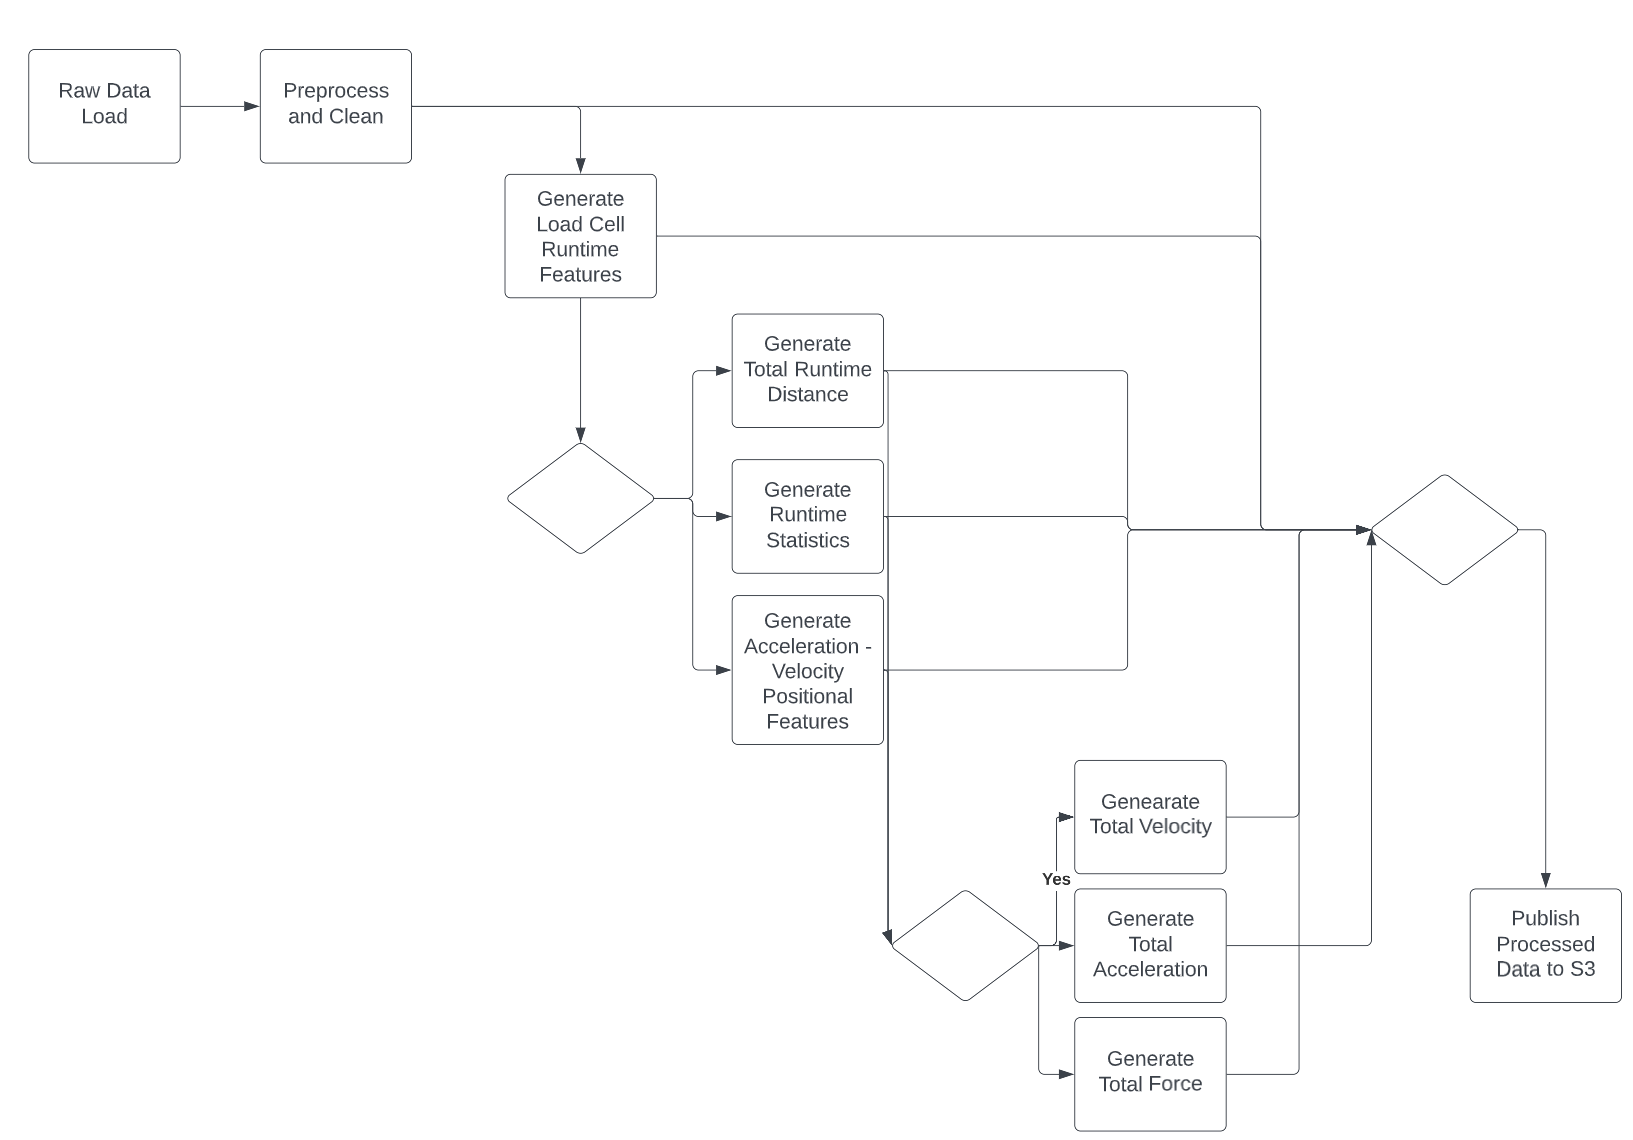 Raw Data
Load
Preprocess
and Clean
Generate
Load Cell
Runtime
Features
Generate
Total Runtime
Distance
Generate
Runtime
Statistics
Generate
Acceleration -
Velocity
Positional
Features
Genearate
Total Velocity
Yes
Generate
Total
Acceleration
Generate
Total Force
Publish
Processed
Data to S3